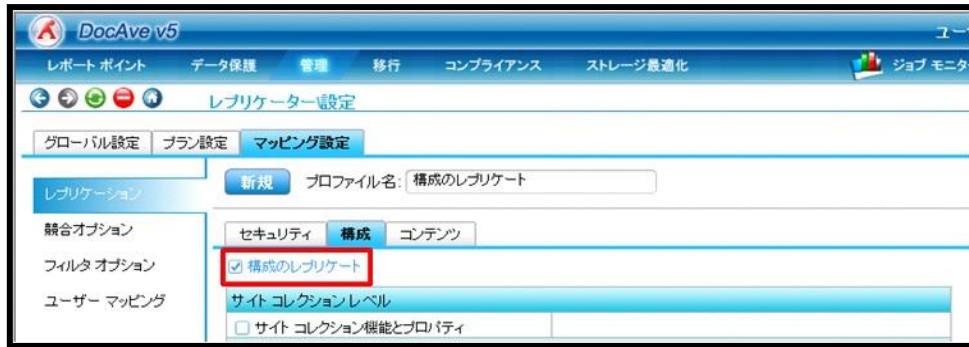 DocAve v5
ユーザ
レポート ポイント データ保護 管理 移行 コンプライアンス ストレージ最適化 ジョブ モニター
レプリケーター\設定
グローバル設定 プラン設定 マッピング設定
新規 プロファイル名: 構成のレプリケート
レプリケーション
セキュリティ 構成 コンテンツ
競合オプション
構成のレプリケート
フィルタ オプション
ユーザー マッピング
サイト コレクション レベル
サイト コレクション機能とプロパティ